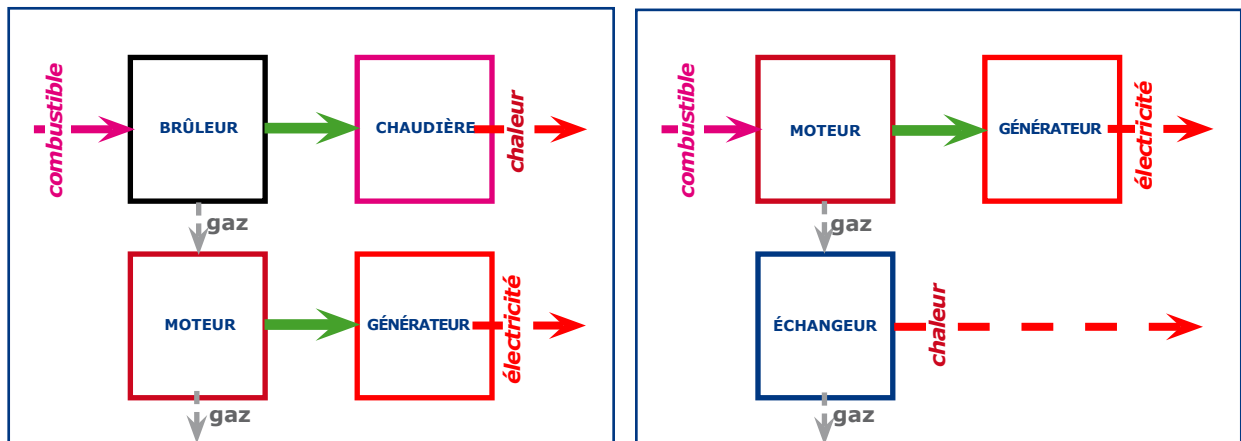 combustible
BRÛLEUR
CHAUDIÈRE
chaleur
gaz
MOTEUR
GÉNÉRATEUR
électricité
gaz
combustible
MOTEUR
GÉNÉRATEUR
électricité
gaz
ÉCHANGEUR
chaleur
gaz